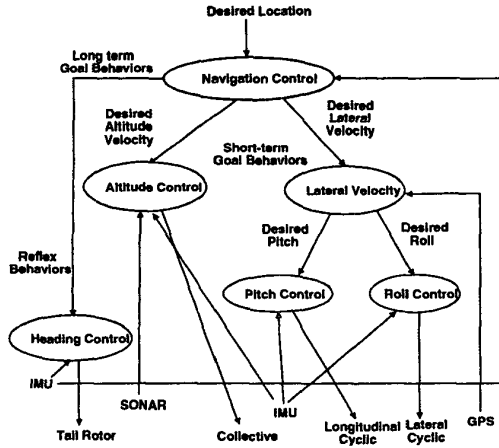 Desired Location
Long term
Goal Behaviors
Navigation Control
Desired
Altitude
Velocity
Desired
Lateral
Velocity
Short-term
Goal Behaviors
Altitude Control
Lateral Velocity
Desired
Pitch
Desired
Roll
Reflex
Behaviors
Pitch Control
Roll Control
Heading Control
IMU
SONAR
IMU
GPS
Tail Rotor
Collective
Longitudinal
Cyclic
Lateral
Cyclic